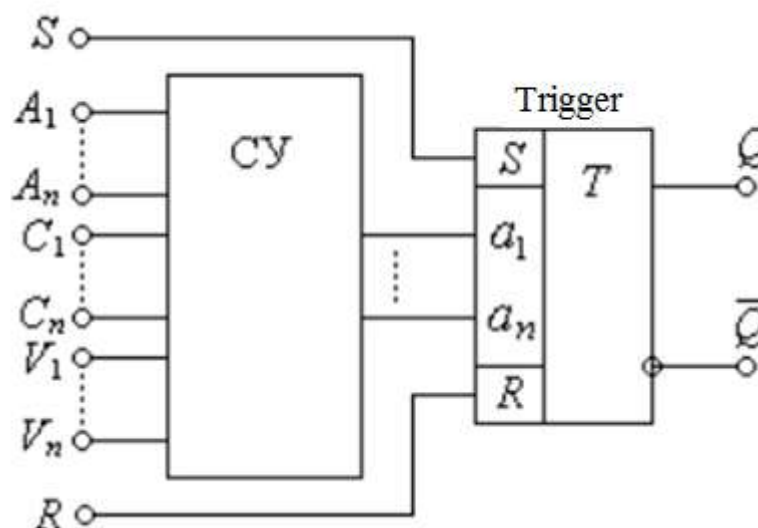 S
A₁
Aₙ
C₁
Cₙ
V₁
Vₙ
R
СУ
Trigger
S
a₁
aₙ
R
T
Q
Q̅